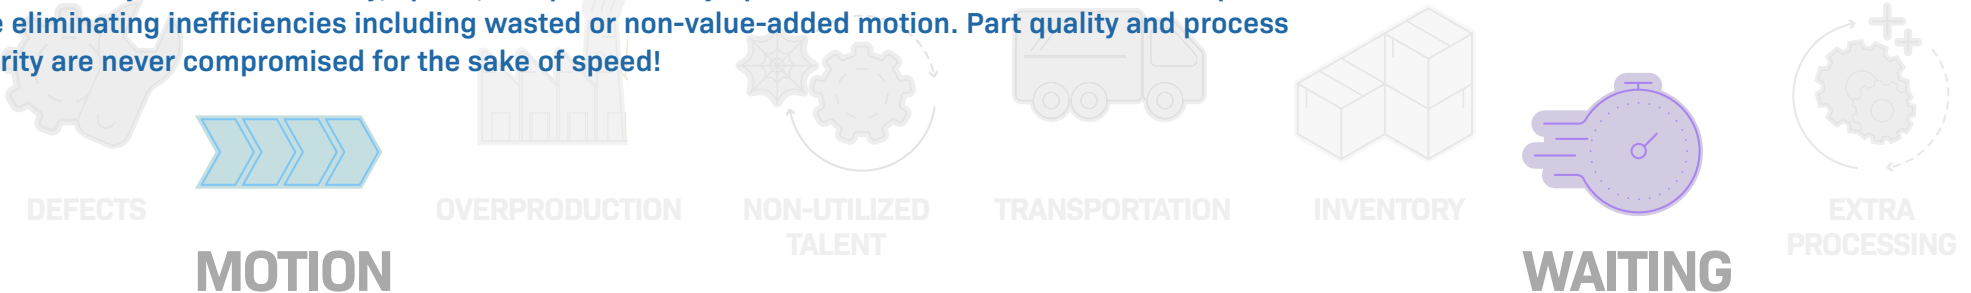 eliminating inefficiencies including wasted or non-value-added motion. Part quality and process
rity are never compromised for the sake of speed!
DEFECTS
MOTION
OVERPRODUCTION
NON-UTILIZED
TALENT
TRANSPORTATION
INVENTORY
WAITING
EXTRA
PROCESSING